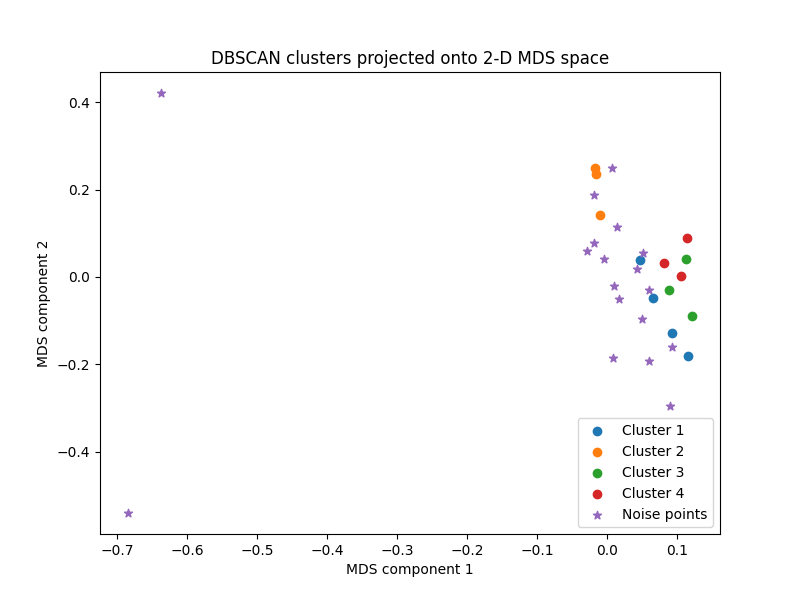 DBSCAN clusters projected onto 2-D MDS space
MDS component 2
0.4
0.2
0.0
−0.2
−0.4
−0.7
−0.6
−0.5
−0.4
−0.3
−0.2
−0.1
0.0
0.1
MDS component 1
Cluster 1
Cluster 2
Cluster 3
Cluster 4
Noise points